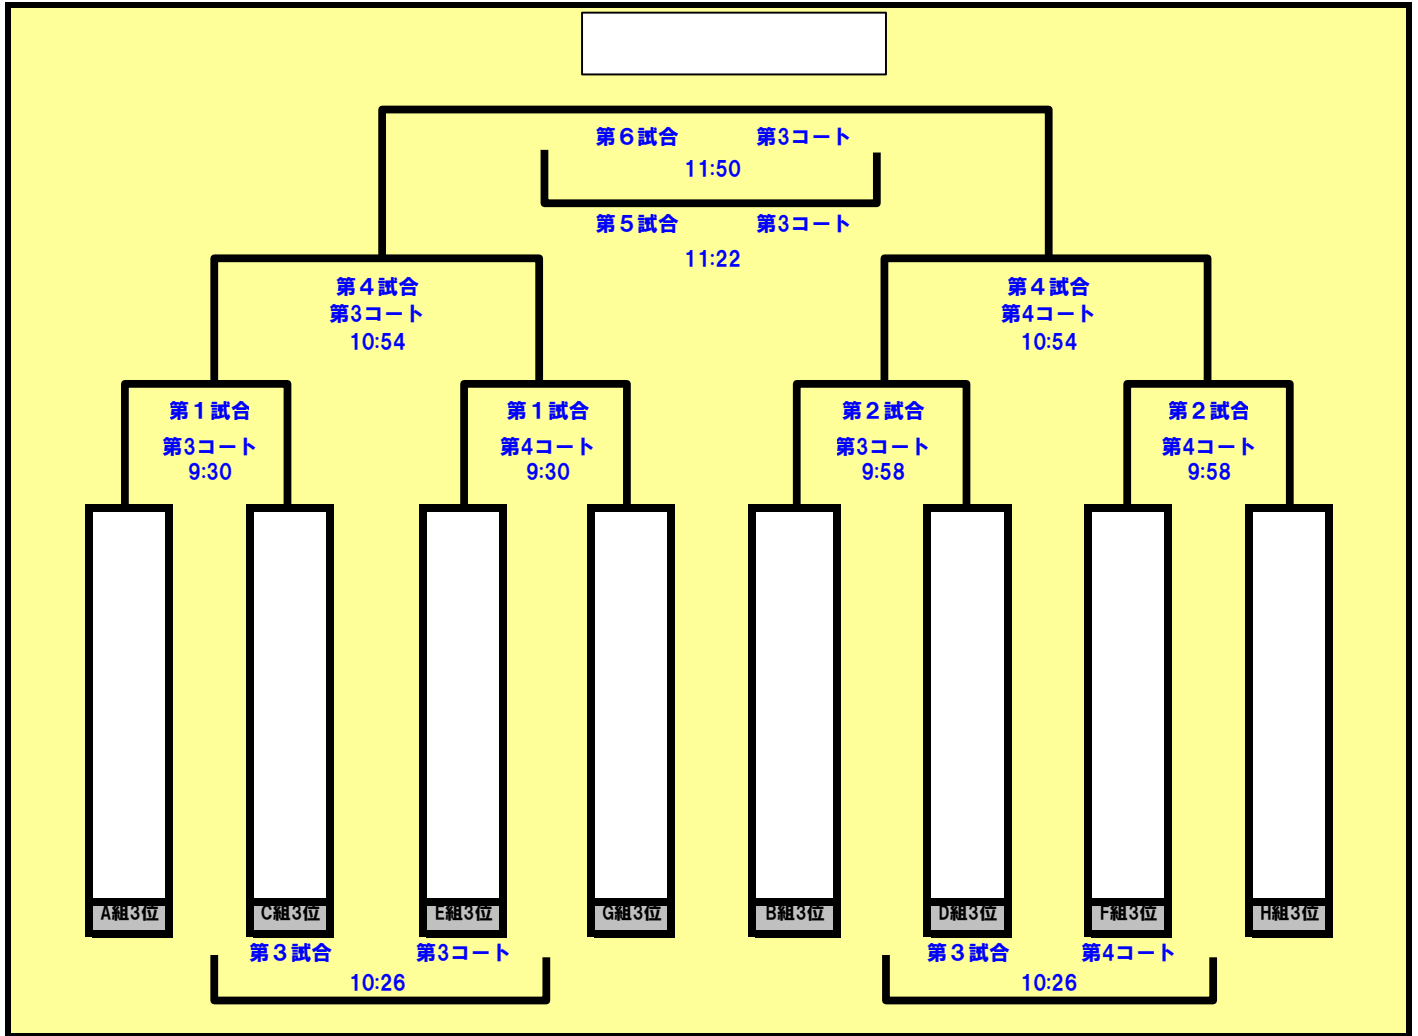 第６試合 第3コート
11:50
第５試合 第3コート
11:22
第４試合
第3コート
10:54
第４試合
第4コート
10:54
第１試合
第3コート
9:30
第１試合
第4コート
9:30
第２試合
第3コート
9:58
第２試合
第4コート
9:58
A組3位 C組3位 E組3位 G組3位 B組3位 D組3位 F組3位 H組3位
第３試合 第3コート
10:26
第３試合 第4コート
10:26